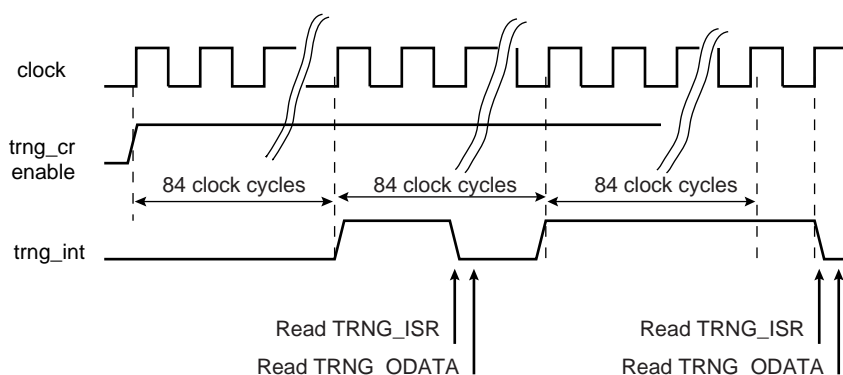 clock
trng_cr
enable
84 clock cycles
84 clock cycles
84 clock cycles
trng_int
Read TRNG_ISR
Read TRNG_ISR
Read TRNG_ODATA
Read TRNG_ODATA